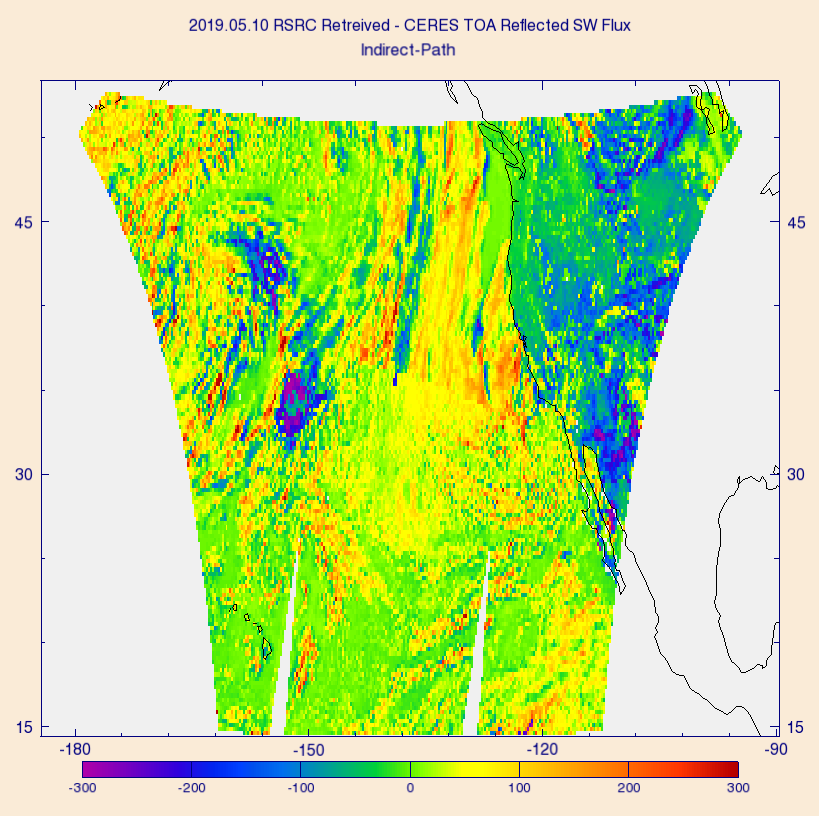 2019.05.10 RSRC Retreived - CERES TOA Reflected SW Flux
Indirect-Path
45 45
30 30
15 15
-180 -150 -120 -90
-300 -200 -100 0 100 200 300